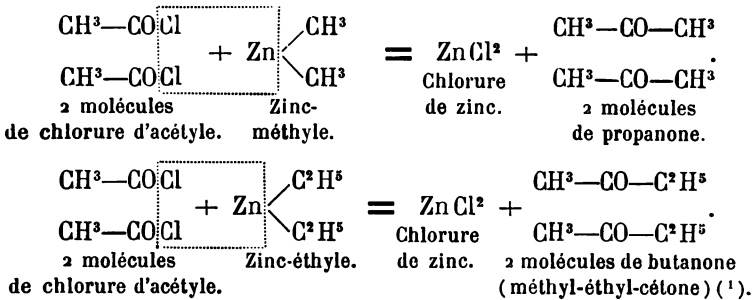 CH³—COCl CH³ CH³—CO—CH³
+ Zn = ZnCl² + .
CH³—COCl CH³ Chlorure CH³—CO—CH³
2 molécules Zinc- de zinc. 2 molécules
de chlorure d'acétyle. méthyle. de propanone.
CH³—COCl C²H⁵ CH³—CO—C²H⁵
+ Zn = ZnCl² + .
CH³—COCl C²H⁵ Chlorure CH³—CO—C²H⁵
2 molécules Zinc-éthyle. de zinc. 2 molécules de butanone
de chlorure d'acétyle. (méthyl-éthyl-cétone) (¹).